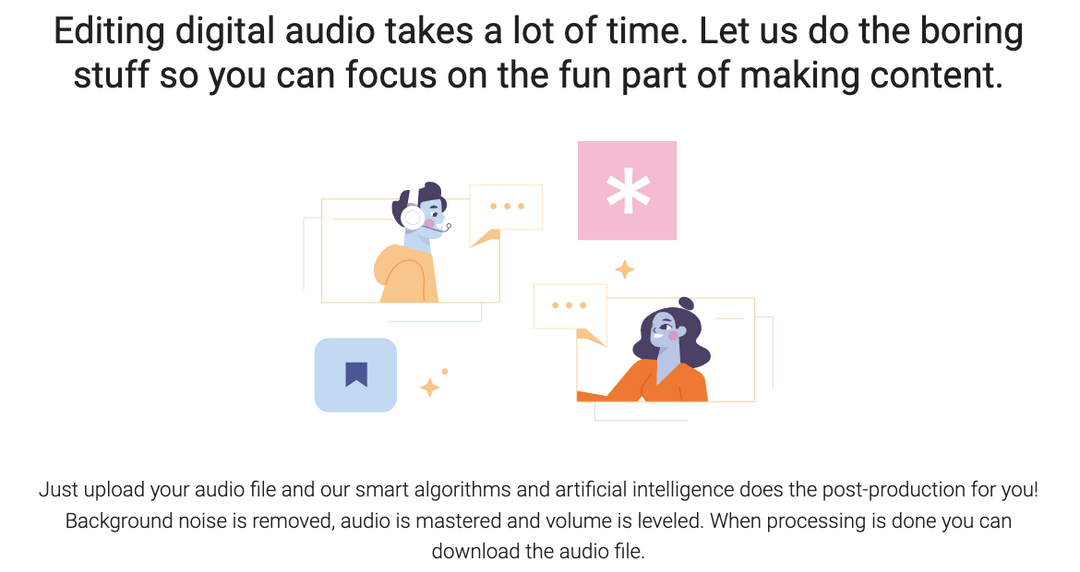 Editing digital audio takes a lot of time. Let us do the boring
stuff so you can focus on the fun part of making content.
Just upload your audio file and our smart algorithms and artificial intelligence does the post-production for you!
Background noise is removed, audio is mastered and volume is leveled. When processing is done you can
download the audio file.